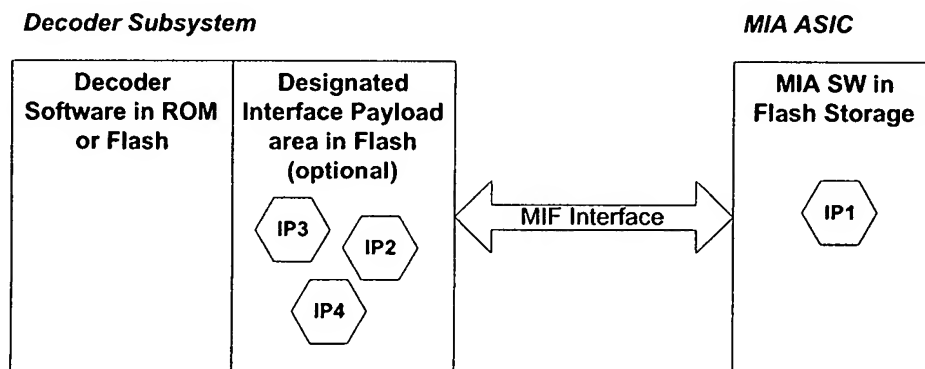 Decoder Subsystem
MIA ASIC
Decoder
Software in ROM
or Flash
Designated
Interface Payload
area in Flash
(optional)
MIA SW in
Flash Storage
IP3
IP2
IP4
MIF Interface
IP1